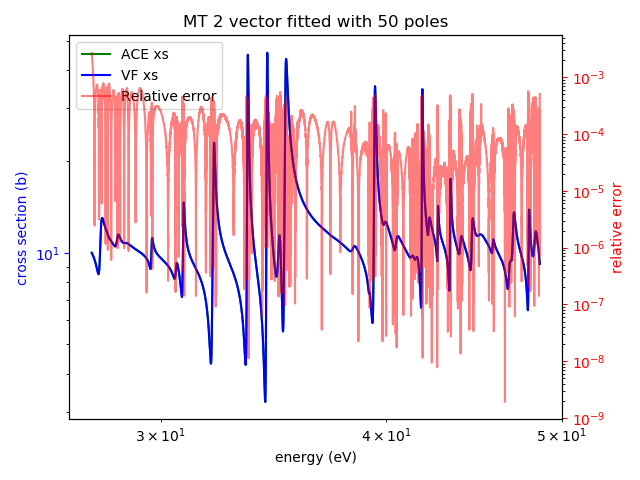 MT 2 vector fitted with 50 poles
ACE xs
VF xs
Relative error
cross section (b)
10¹
10⁻³
10⁻⁴
10⁻⁵
10⁻⁶
10⁻⁷
10⁻⁸
10⁻⁹
relative error
3 × 10¹
4 × 10¹
5 × 10¹
energy (eV)